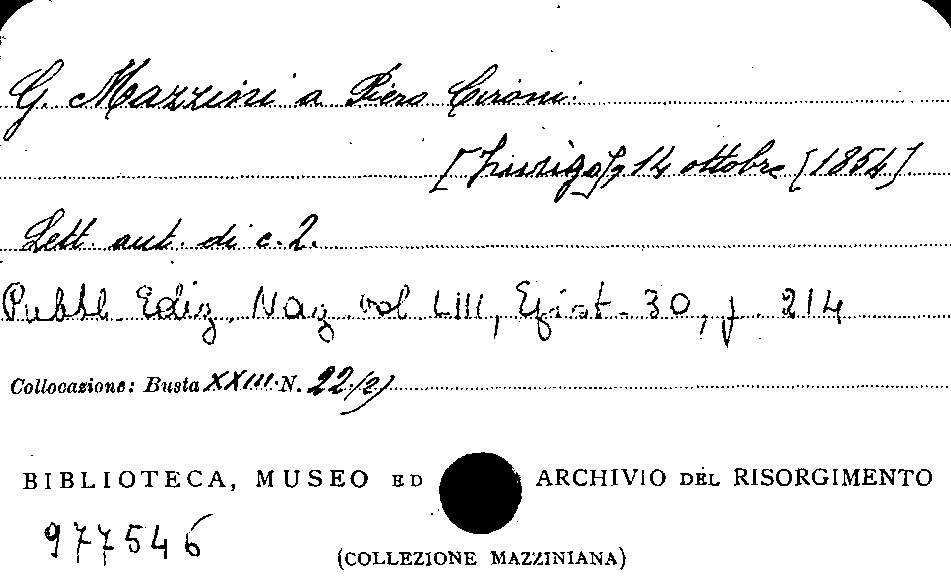 G. Mazzini a Piero Cironi.
[Zurigo], 14 ottobre [1854]
Lett. aut. di c. 2.
Pubbl. Ediz. Naz. vol LIII, Epist. 30, p. 214
Collocazione: Busta XXIII N. 22 (2)
BIBLIOTECA, MUSEO ED ARCHIVIO DEL RISORGIMENTO
977546
(COLLEZIONE MAZZINIANA)